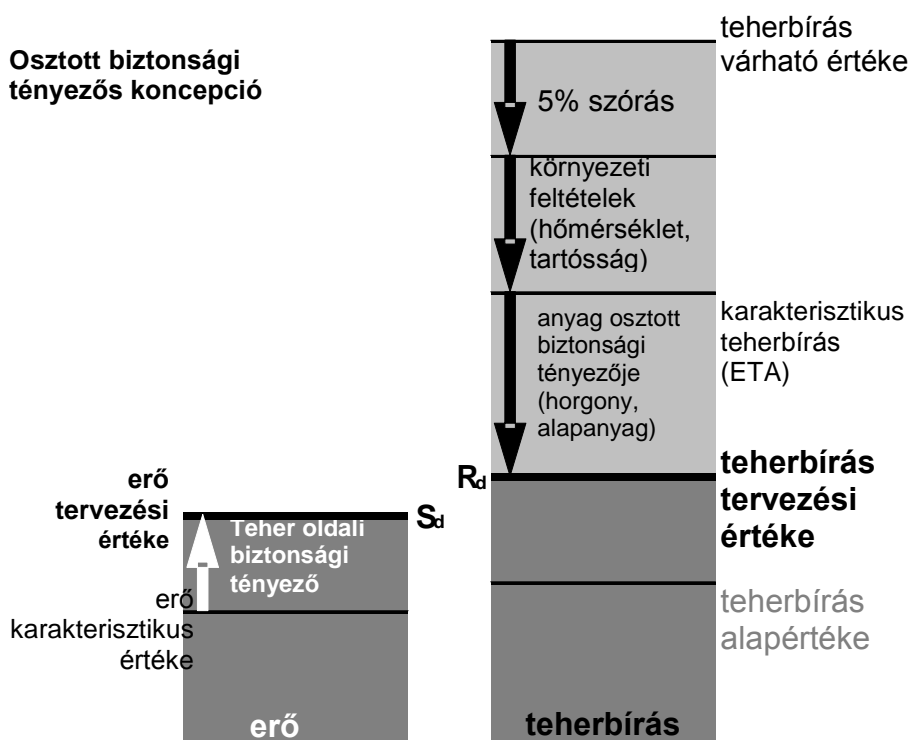 Osztott biztonsági
tényezős koncepció
teherbírás
várható értéke
5% szórás
környezeti
feltételek
(hőmérséklet,
tartósság)
anyag osztott
biztonsági
tényezője
(horgony,
alapanyag)
karakterisztikus
teherbírás
(ETA)
Rd
teherbírás
tervezési
értéke
erő
tervezési
értéke
Sd
Teher oldali
biztonsági
tényező
erő
karakterisztikus
értéke
teherbírás
alapértéke
erő
teherbírás